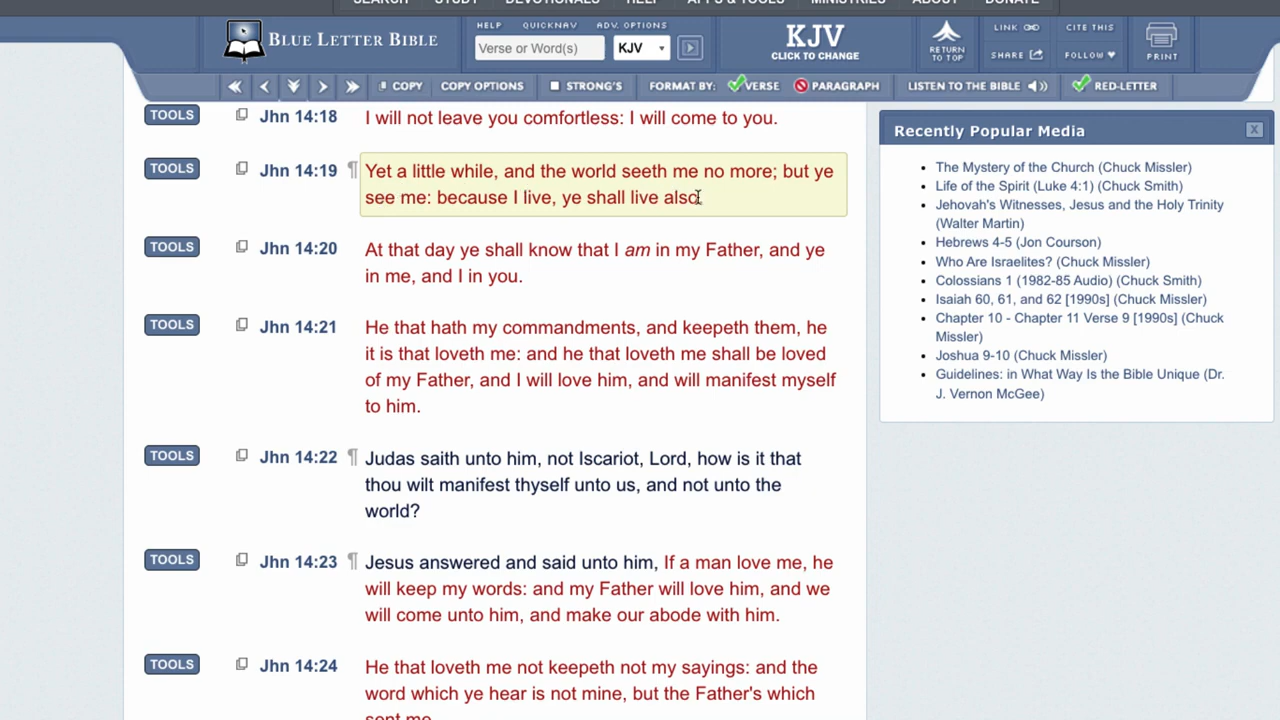 SEARCH STUDY DEVOTIONALS HELP APPS & TOOLS MINISTRIES ABOUT DONATE
HELP QUICKNAV ADV. OPTIONS
BLUE LETTER BIBLE
Verse or Word(s) KJV
KJV
CLICK TO CHANGE
RETURN
TO TOP
LINK
SHARE
CITE THIS
FOLLOW
PRINT
COPY COPY OPTIONS STRONG'S FORMAT BY: VERSE PARAGRAPH LISTEN TO THE BIBLE RED-LETTER
TOOLS Jhn 14:18 I will not leave you comfortless: I will come to you.
TOOLS Jhn 14:19 ¶ Yet a little while, and the world seeth me no more; but ye
see me: because I live, ye shall live also.
TOOLS Jhn 14:20 At that day ye shall know that I am in my Father, and ye
in me, and I in you.
TOOLS Jhn 14:21 He that hath my commandments, and keepeth them, he
it is that loveth me: and he that loveth me shall be loved
of my Father, and I will love him, and will manifest myself
to him.
TOOLS Jhn 14:22 ¶ Judas saith unto him, not Iscariot, Lord, how is it that
thou wilt manifest thyself unto us, and not unto the
world?
TOOLS Jhn 14:23 ¶ Jesus answered and said unto him, If a man love me, he
will keep my words: and my Father will love him, and we
will come unto him, and make our abode with him.
TOOLS Jhn 14:24 He that loveth me not keepeth not my sayings: and the
word which ye hear is not mine, but the Father's which
sent me.
Recently Popular Media
The Mystery of the Church (Chuck Missler)
Life of the Spirit (Luke 4:1) (Chuck Smith)
Jehovah's Witnesses, Jesus and the Holy Trinity
(Walter Martin)
Hebrews 4-5 (Jon Courson)
Who Are Israelites? (Chuck Missler)
Colossians 1 (1982-85 Audio) (Chuck Smith)
Isaiah 60, 61, and 62 [1990s] (Chuck Missler)
Chapter 10 - Chapter 11 Verse 9 [1990s] (Chuck
Missler)
Joshua 9-10 (Chuck Missler)
Guidelines: in What Way Is the Bible Unique (Dr.
J. Vernon McGee)